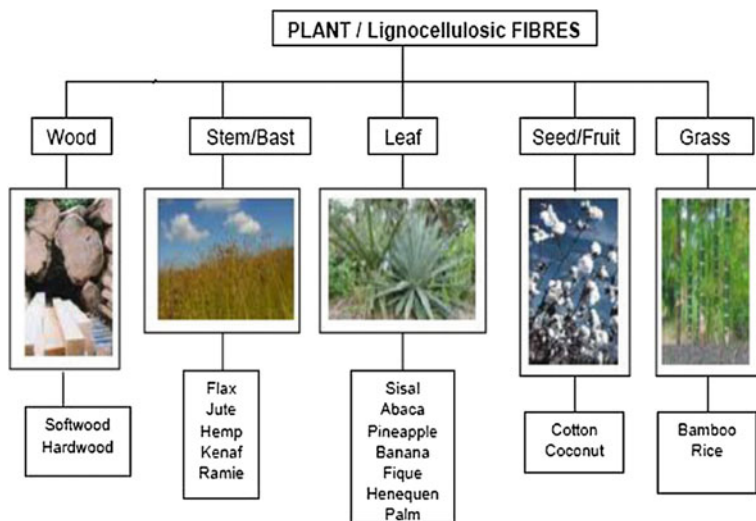 PLANT / Lignocellulosic FIBRES
Wood
Stem/Bast
Leaf
Seed/Fruit
Grass
Softwood
Hardwood
Flax
Jute
Hemp
Kenaf
Ramie
Sisal
Abaca
Pineapple
Banana
Fique
Henequen
Palm
Cotton
Coconut
Bamboo
Rice